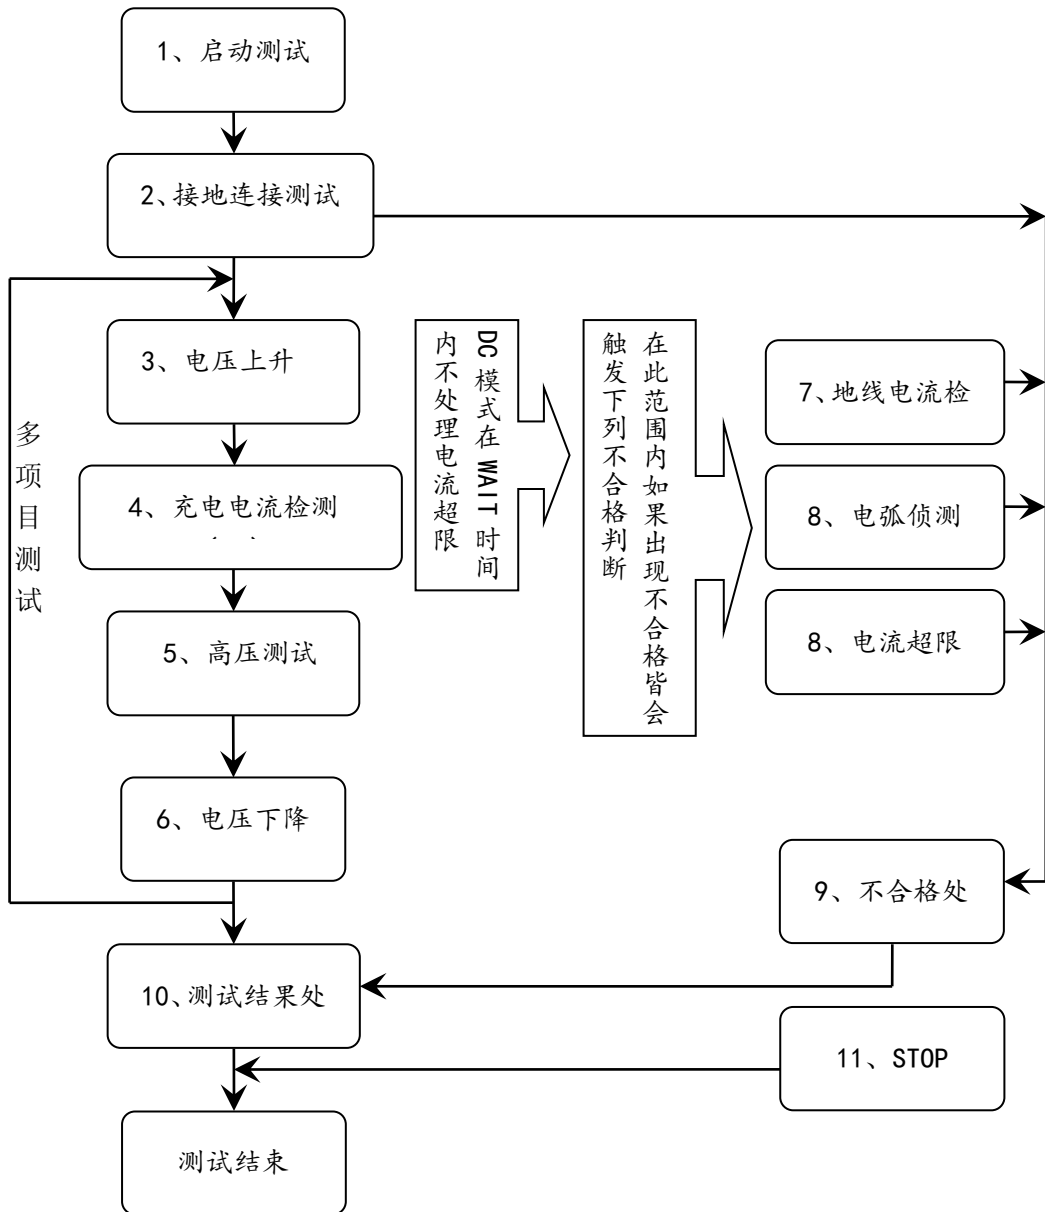 1、启动测试
2、接地连接测试
3、电压上升
4、充电电流检测
5、高压测试
6、电压下降
多项目测试
DC 模式在 WAIT 时间
内不处理电流超限
在此范围内如果出现不合格皆会
触发下列不合格判断
7、地线电流检
8、电弧侦测
8、电流超限
9、不合格处
10、测试结果处
11、STOP
测试结束